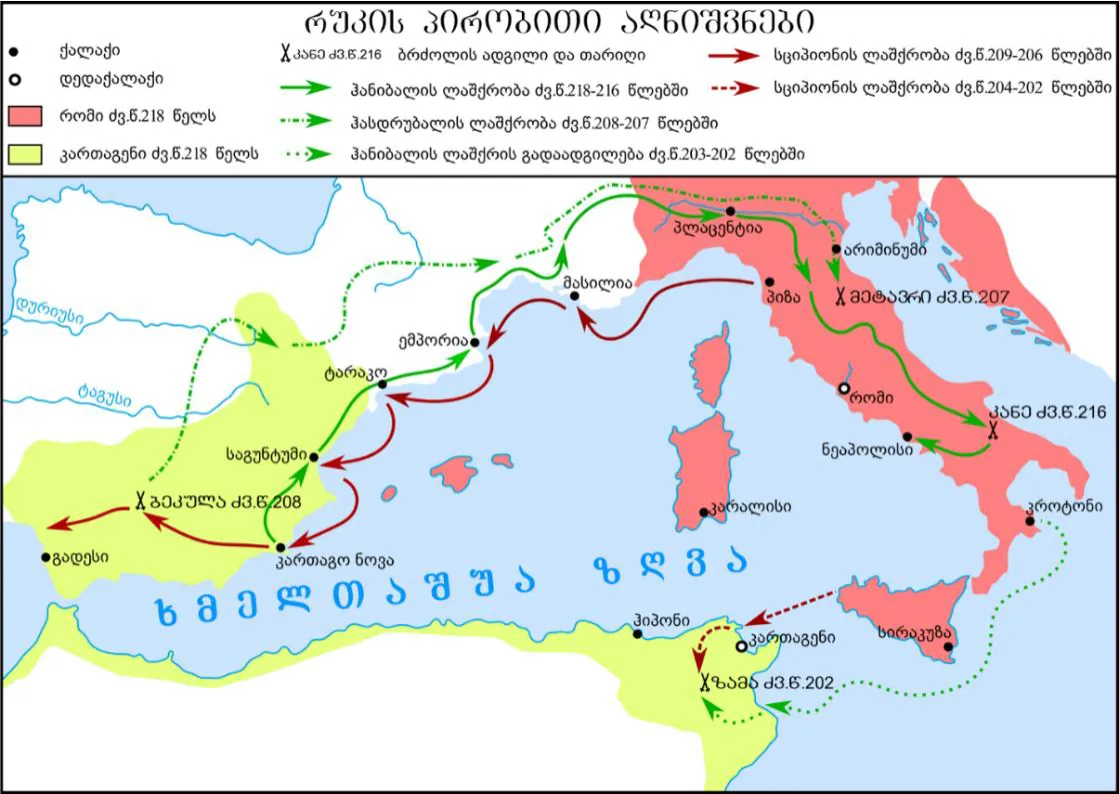 რუკის პირობითი აღნიშვნები
ქალაქი
დედაქალაქი
რომი ძვ.წ.218 წელს
კართაგენი ძვ.წ.218 წელს
კანე ძვ.წ.216 ბრძოლის ადგილი და თარიღი
ჰანიბალის ლაშქრობა ძვ.წ.218-216 წლებში
ჰასდრუბალის ლაშქრობა ძვ.წ.208-207 წლებში
ჰანიბალის ლაშქრის გადაადგილება ძვ.წ.203-202 წლებში
სციპიონის ლაშქრობა ძვ.წ.209-206 წლებში
სციპიონის ლაშქრობა ძვ.წ.204-202 წლებში
პლაცენტია
არიმინუმი
მასილია
პიზა
მეტავრი ძვ.წ.207
დურიუსი
ემპორია
ტარაკო
ტაგუსი
რომი
კანე ძვ.წ.216
ნეაპოლისი
საგუნტუმი
ბეკულა ძვ.წ.208
კარალისი
კროტონი
გადესი
კართაგო ნოვა
ხმელთაშუა ზღვა
ჰიპონი
კართაგენი
სირაკუზა
ზამა ძვ.წ.202